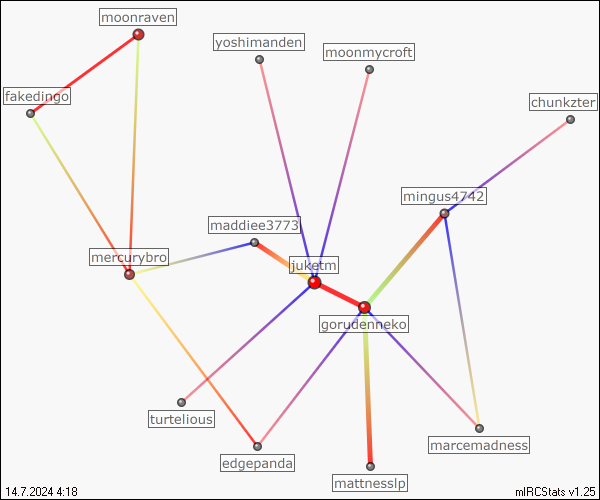 moonraven
yoshimanden
moonmycroft
fakedingo
chunkzter
mingus4742
maddiee3773
mercurybro
juketm
gorudenneko
turtelious
marcemadness
edgepanda
mattnesslp
14.7.2024 4:18
mIRCStats v1.25